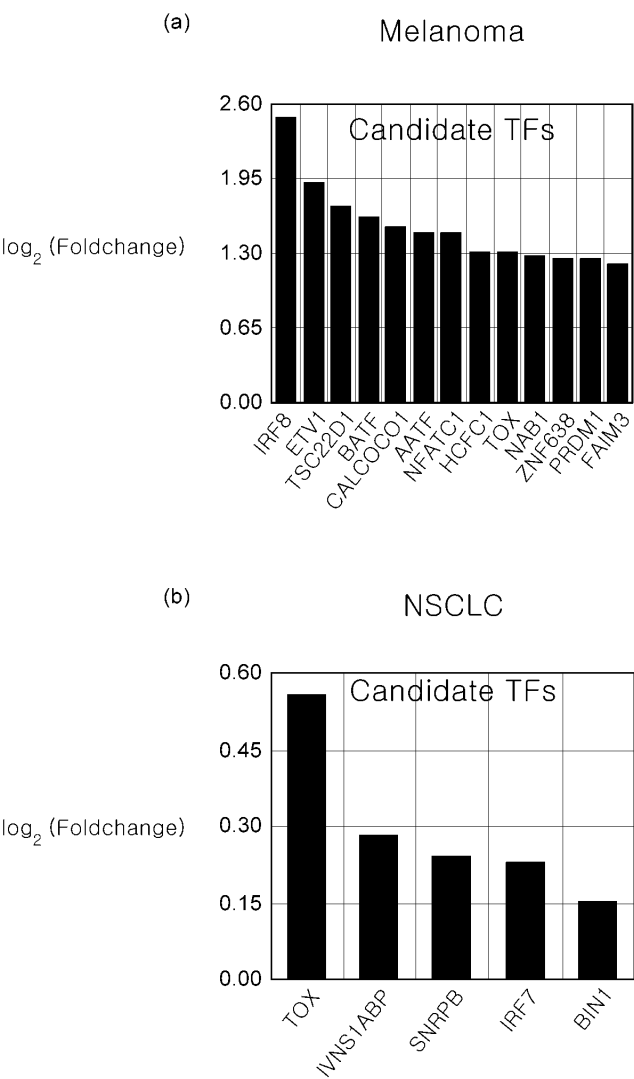 (a)
Melanoma
Candidate TFs
2.60
1.95
1.30
0.65
0.00
log2 (Foldchange)
IRF8
ETV1
TSC22D1
BATF
CALCOCO1
AATF
NFATC1
HCFC1
TOX
NAB1
ZNF638
PRDM1
FAIM3
(b)
NSCLC
Candidate TFs
0.60
0.45
0.30
0.15
0.00
log2 (Foldchange)
TOX
IVNS1ABP
SNRPB
IRF7
BIN1